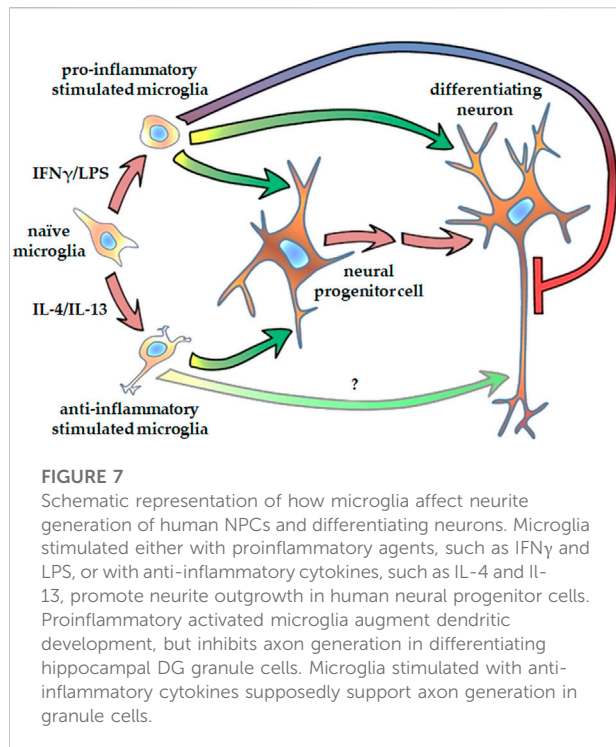 pro-inflammatory
stimulated microglia
differentiating
neuron
IFNγ/LPS
naïve
microglia
neural
progenitor cell
IL-4/IL-13
?
anti-inflammatory
stimulated microglia
FIGURE 7
Schematic representation of how microglia affect neurite
generation of human NPCs and differentiating neurons. Microglia
stimulated either with proinflammatory agents, such as IFNγ and
LPS, or with anti-inflammatory cytokines, such as IL-4 and Il-
13, promote neurite outgrowth in human neural progenitor cells.
Proinflammatory activated microglia augment dendritic
development, but inhibits axon generation in differentiating
hippocampal DG granule cells. Microglia stimulated with anti-
inflammatory cytokines supposedly support axon generation in
granule cells.